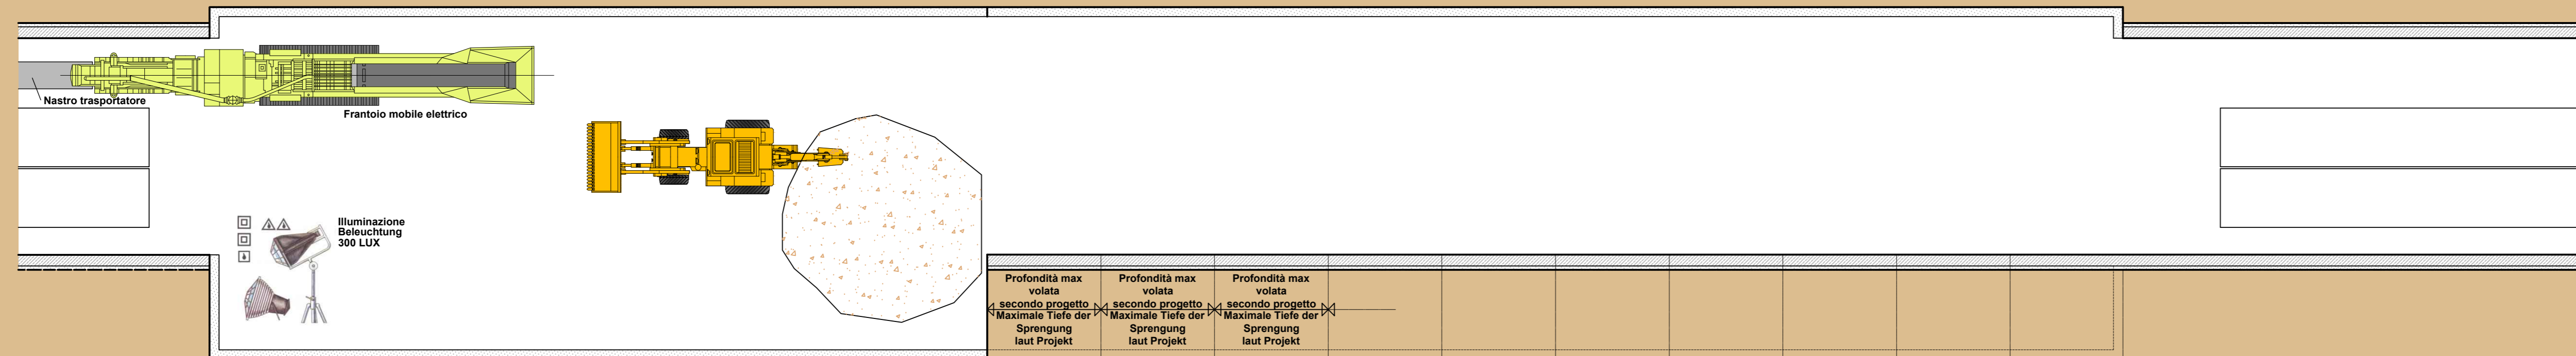 Nastro trasportatore
Frantoio mobile elettrico
Illuminazione
Beleuchtung
300 LUX
Profondità max
volata
secondo progetto
Maximale Tiefe der
Sprengung
laut Projekt
Profondità max
volata
secondo progetto
Maximale Tiefe der
Sprengung
laut Projekt
Profondità max
volata
secondo progetto
Maximale Tiefe der
Sprengung
laut Projekt